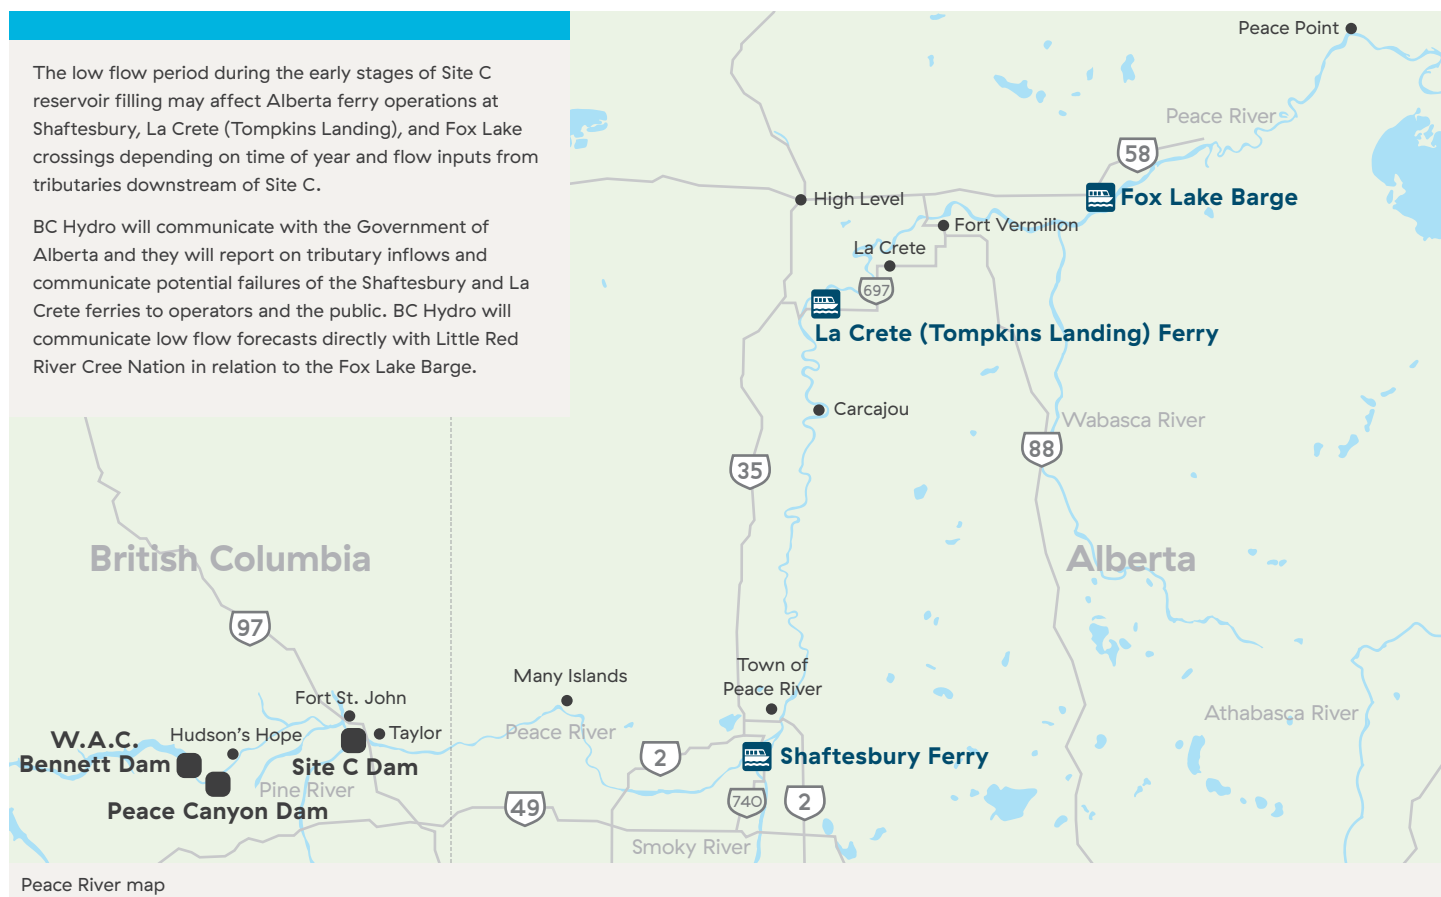 The low flow period during the early stages of Site C
reservoir filling may affect Alberta ferry operations at
Shaftesbury, La Crete (Tompkins Landing), and Fox Lake
crossings depending on time of year and flow inputs from
tributaries downstream of Site C.
BC Hydro will communicate with the Government of
Alberta and they will report on tributary inflows and
communicate potential failures of the Shaftesbury and La
Crete ferries to operators and the public. BC Hydro will
communicate low flow forecasts directly with Little Red
River Cree Nation in relation to the Fox Lake Barge.
Peace Point
Peace River
58
Fox Lake Barge
High Level
Fort Vermilion
La Crete
697
La Crete (Tompkins Landing) Ferry
Carcajou
Wabasca River
88
35
British Columbia
Alberta
97
Many Islands
Town of
Peace River
Fort St. John
Hudson's Hope
Taylor
Peace River
Athabasca River
W.A.C.
Bennett Dam
Site C Dam
2
Shaftesbury Ferry
Pine River
Peace Canyon Dam
49
740
2
Smoky River
Peace River map